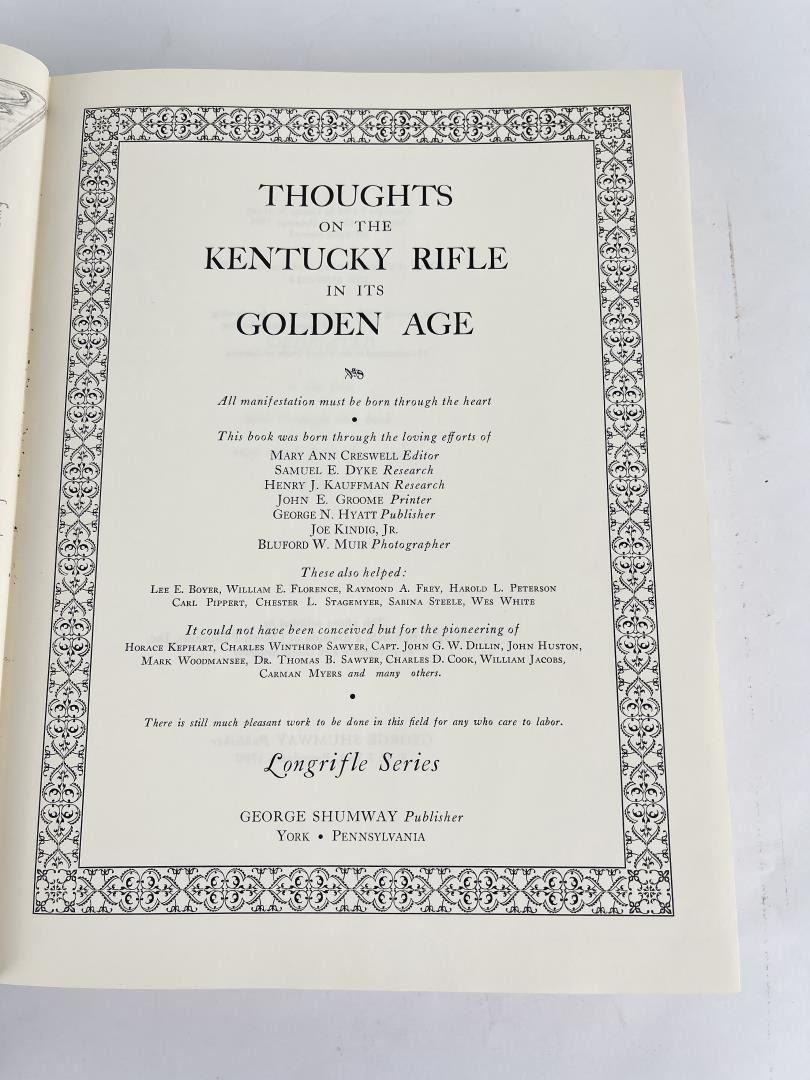 THOUGHTS
ON THE
KENTUCKY RIFLE
IN ITS
GOLDEN AGE
All manifestation must be born through the heart
•
This book was born through the loving efforts of
MARY ANN CRESWELL Editor
SAMUEL E. DYKE Research
HENRY J. KAUFFMAN Research
JOHN E. GROOME Printer
GEORGE N. HYATT Publisher
JOE KINDIG, JR.
BLUFORD W. MUIR Photographer
These also helped:
LEE E. BOYER, WILLIAM E. FLORENCE, RAYMOND A. FREY, HAROLD L. PETERSON
CARL PIPPERT, CHESTER L. STAGEMYER, SABINA STEELE, WES WHITE
It could not have been conceived but for the pioneering of
HORACE KEPHART, CHARLES WINTHROP SAWYER, CAPT. JOHN G. W. DILLIN, JOHN HUSTON,
MARK WOODMANSEE, DR. THOMAS B. SAWYER, CHARLES D. COOK, WILLIAM JACOBS,
CARMAN MYERS and many others.
•
There is still much pleasant work to be done in this field for any who care to labor.
Longrifle Series
GEORGE SHUMWAY Publisher
YORK • PENNSYLVANIA